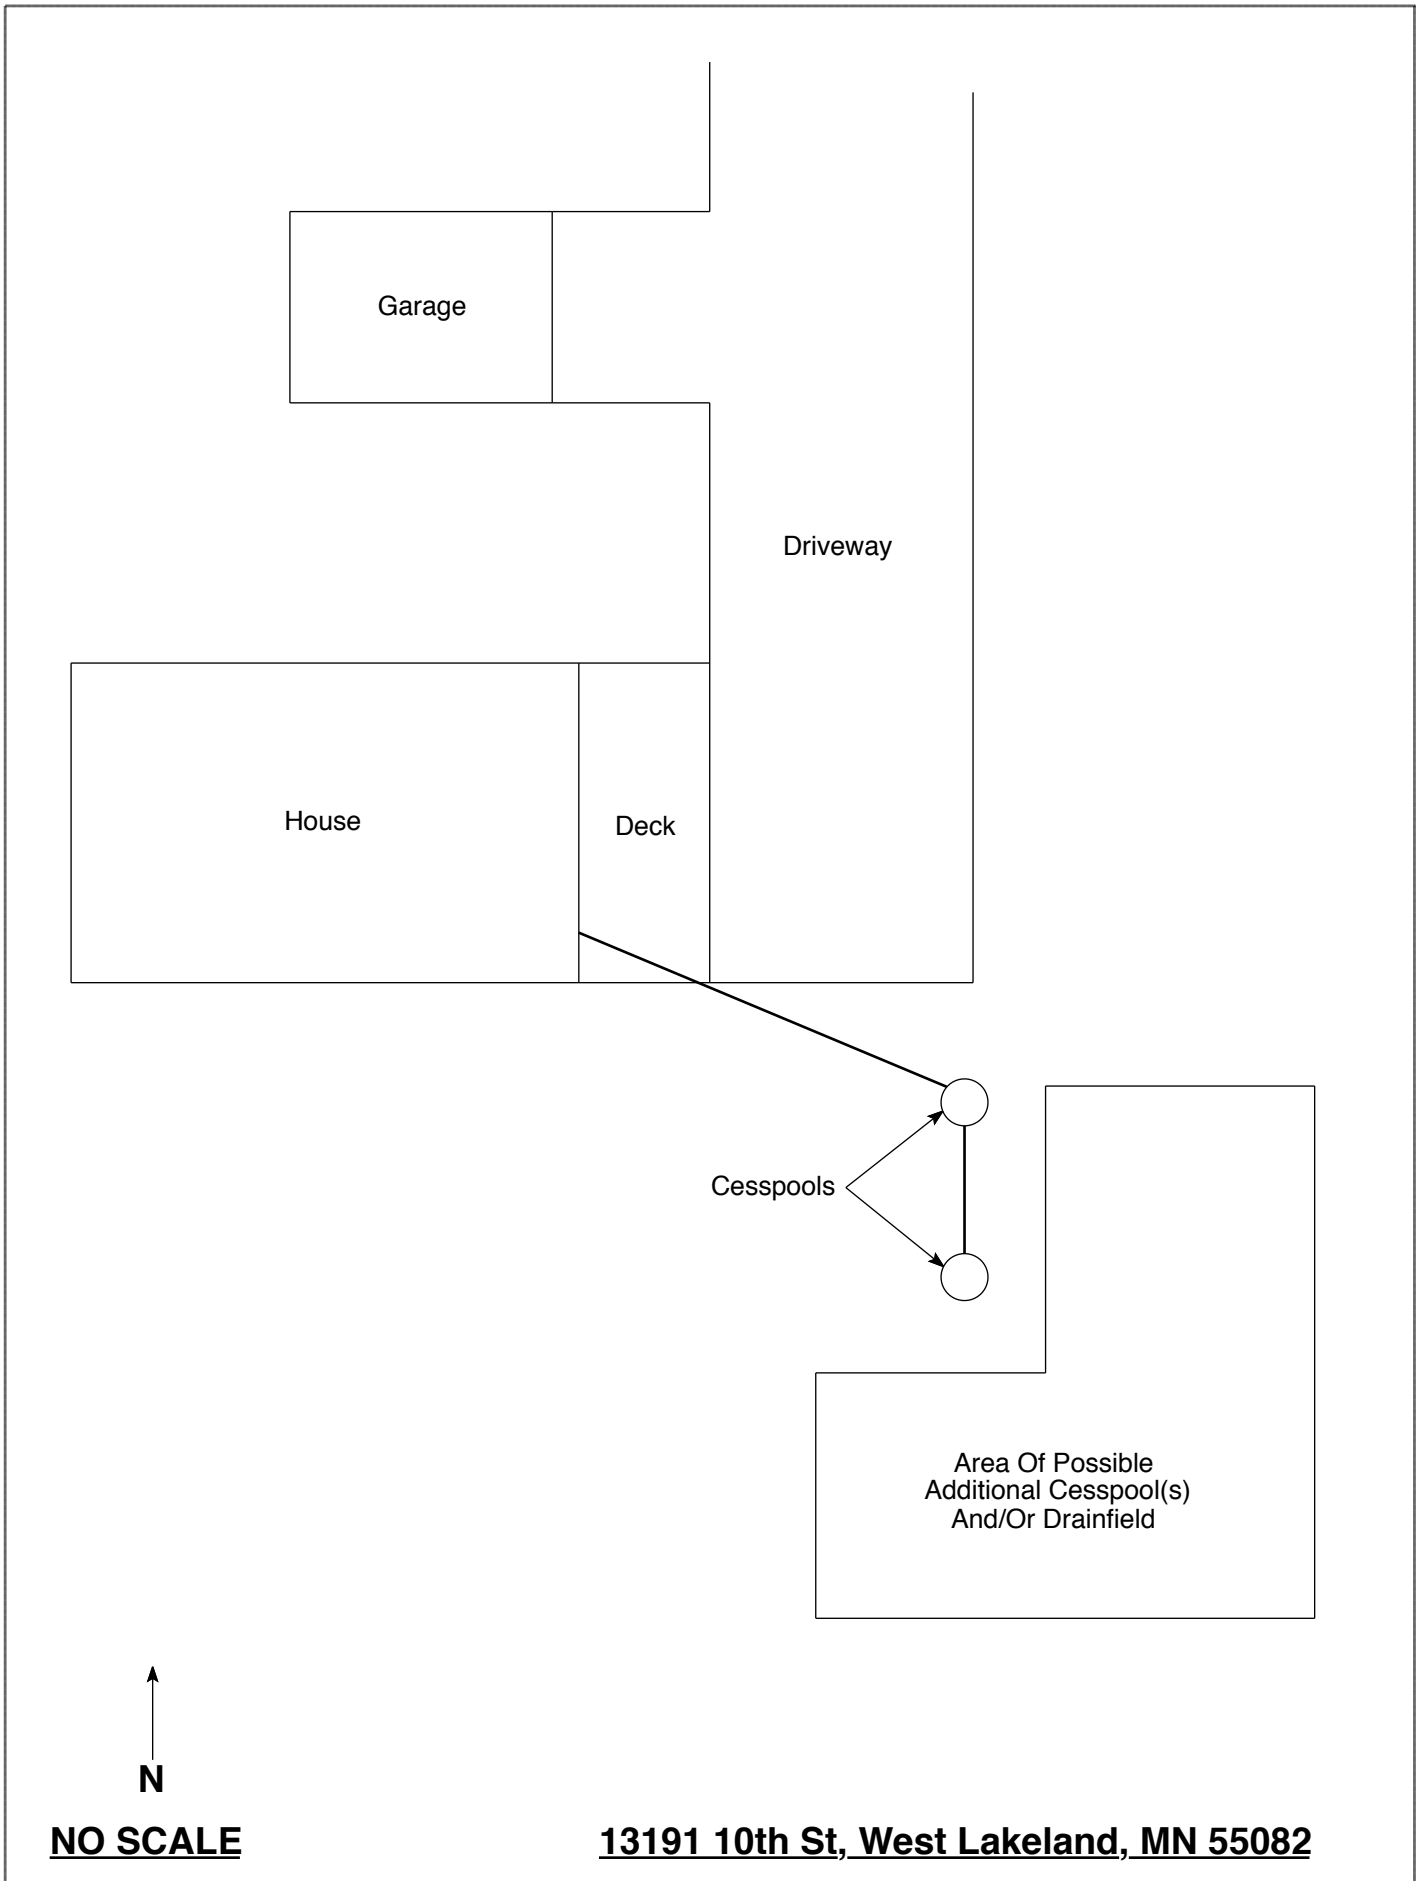 Garage
Driveway
House
Deck
Cesspools
Area Of Possible
Additional Cesspool(s)
And/Or Drainfield
N
NO SCALE
13191 10th St, West Lakeland, MN 55082